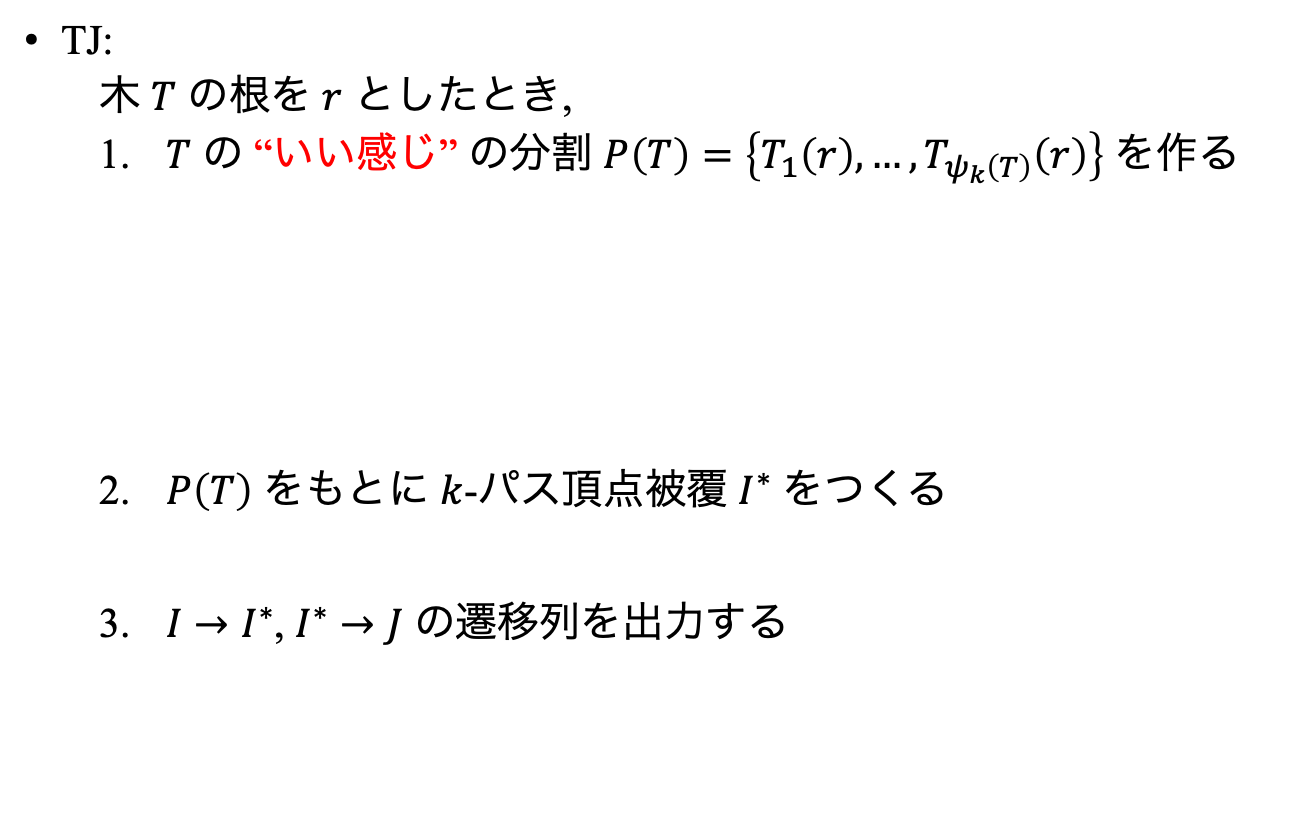 • TJ:
木 T の根を r としたとき,
1. T の “いい感じ” の分割 P(T) = {T₁(r), … , T_{ψ_k(T)}(r)} を作る
2. P(T) をもとに k-パス頂点被覆 I* をつくる
3. I → I*, I* → J の遷移列を出力する